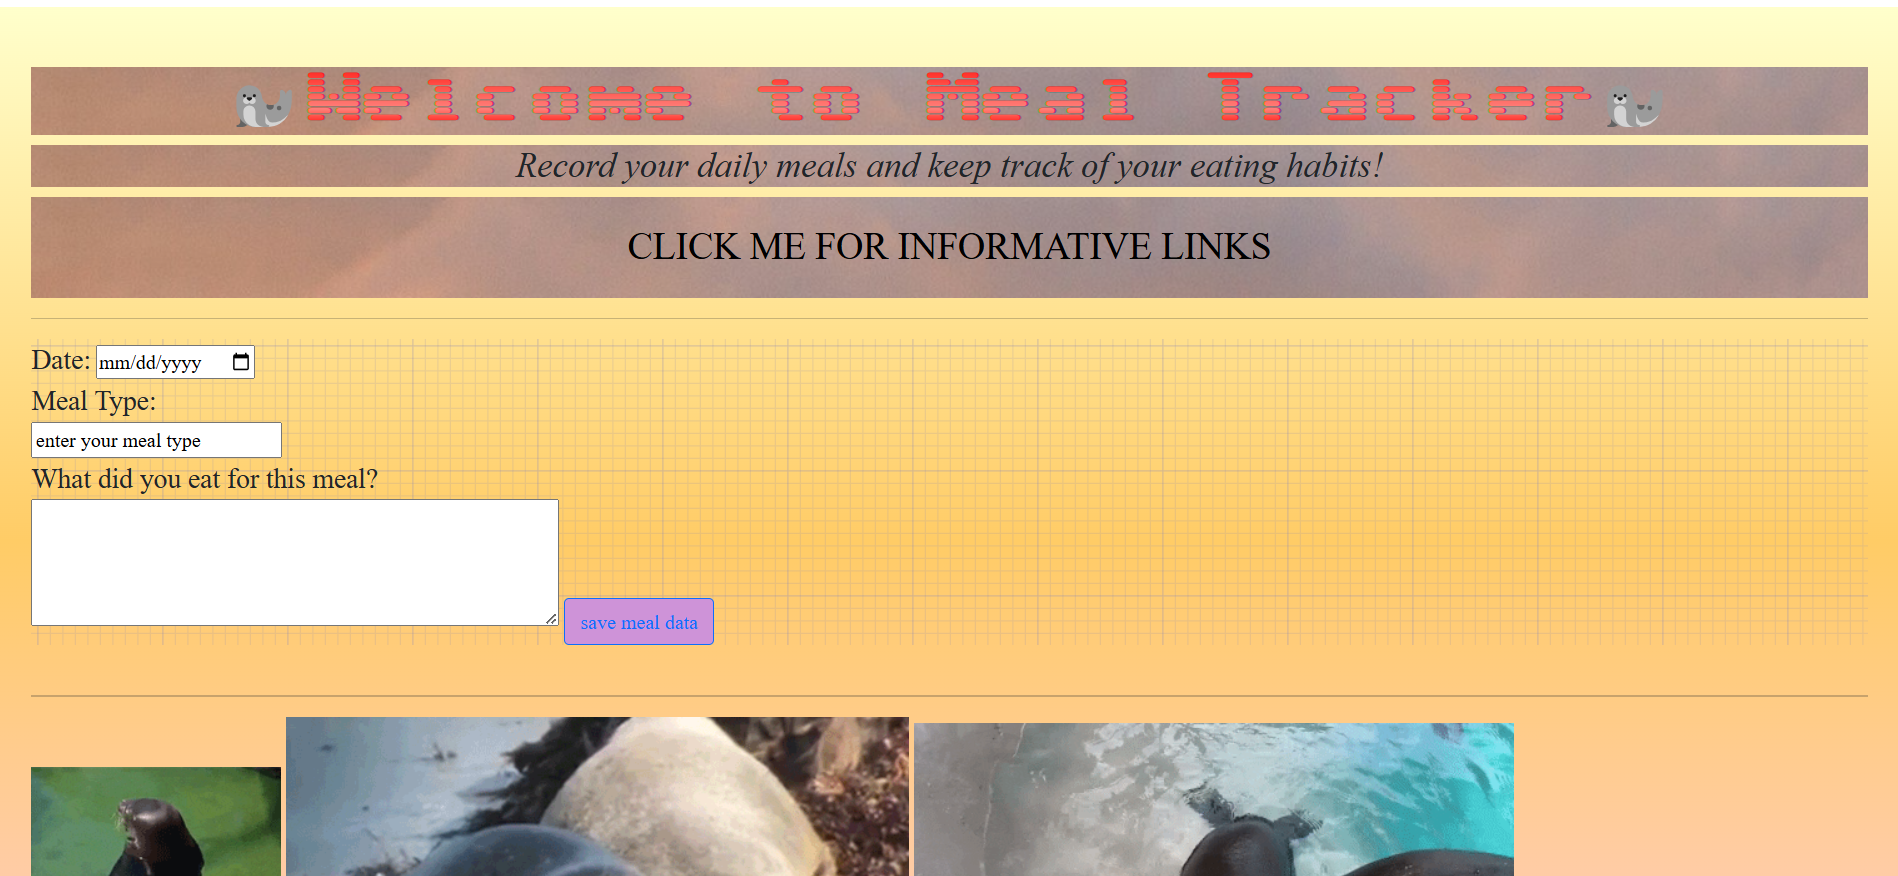 Welcome to Meal Tracker
Record your daily meals and keep track of your eating habits!
CLICK ME FOR INFORMATIVE LINKS
Date: mm/dd/yyyy
Meal Type:
enter your meal type
What did you eat for this meal?
save meal data